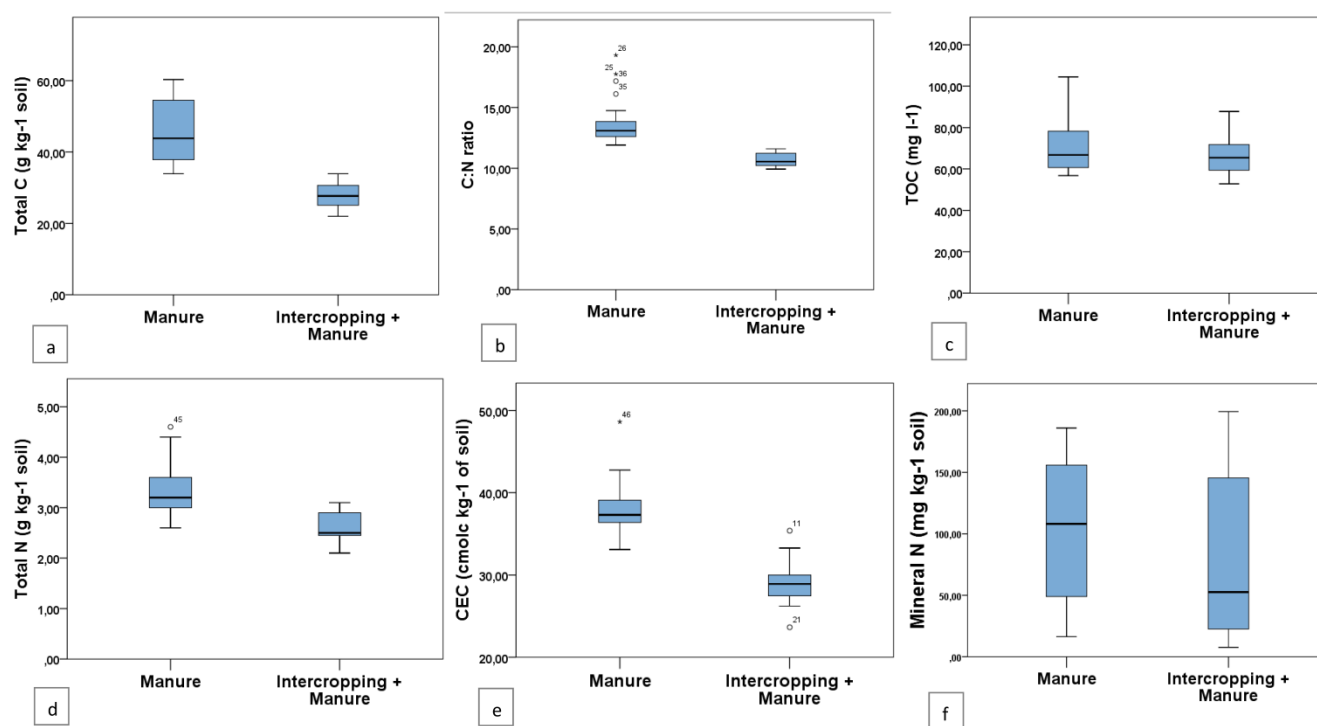 Total C (g kg-1 soil)
60,00
40,00
20,00
,00
Manure
Intercropping +
Manure
a
C:N ratio
20,00
15,00
10,00
5,00
,00
26
25
36
35
Manure
Intercropping +
Manure
b
TOC (mg l-1)
120,00
100,00
80,00
60,00
40,00
20,00
,00
Manure
Intercropping +
Manure
c
Total N (g kg-1 soil)
5,00
4,00
3,00
2,00
1,00
,00
45
Manure
Intercropping +
Manure
d
CEC (cmolc kg-1 of soil)
50,00
40,00
30,00
20,00
46
11
21
Manure
Intercropping +
Manure
e
Mineral N (mg kg-1 soil)
200,00
150,00
100,00
50,00
,00
Manure
Intercropping +
Manure
f